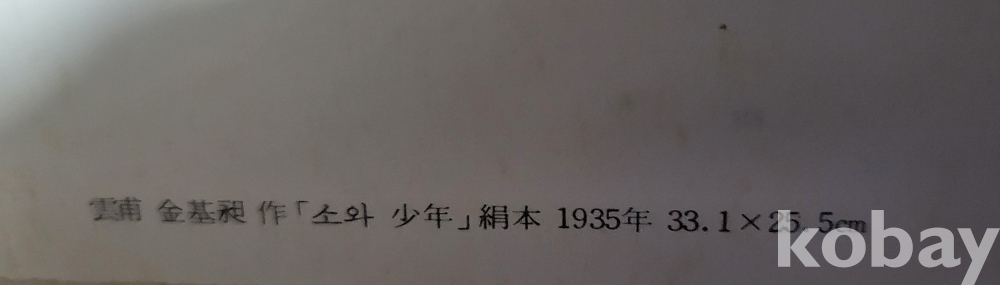 雲甫 金基昶 作「소와 少年」絹本 1935年 33.1×25.5cm
kobay